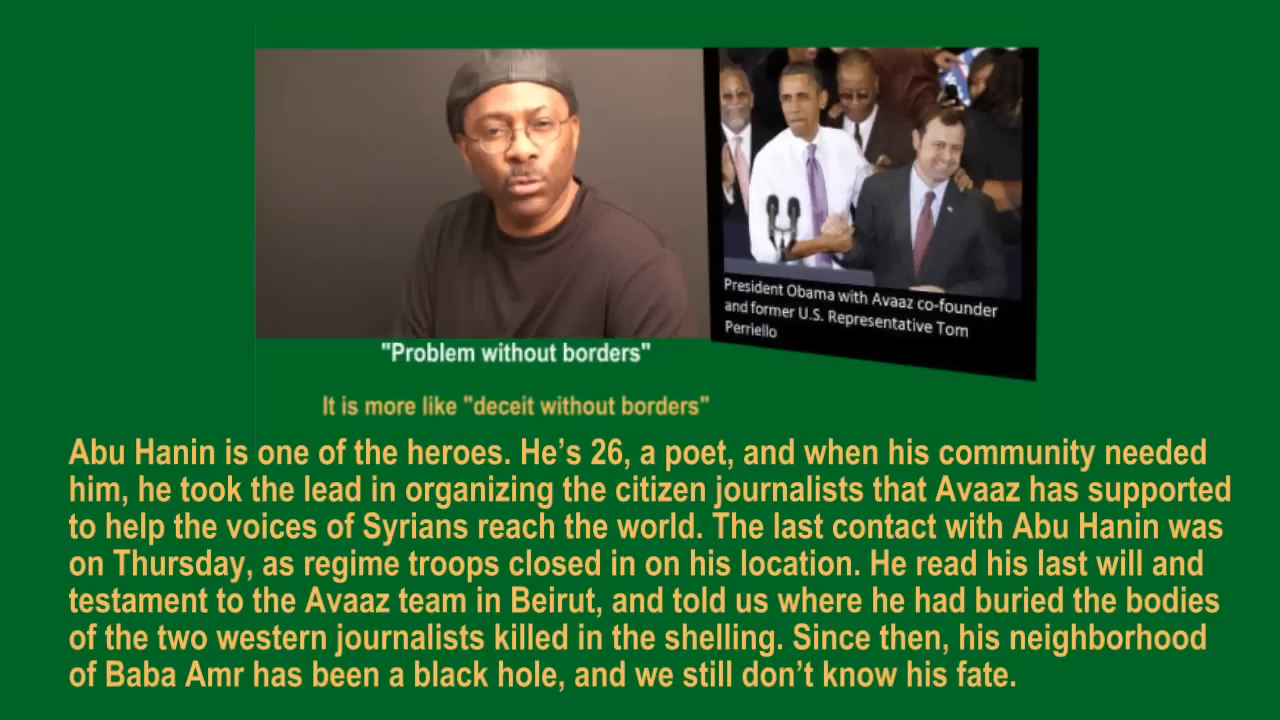 President Obama with Avaaz co-founder
and former U.S. Representative Tom
Perriello
"Problem without borders"
It is more like "deceit without borders"
Abu Hanin is one of the heroes. He’s 26, a poet, and when his community needed
him, he took the lead in organizing the citizen journalists that Avaaz has supported
to help the voices of Syrians reach the world. The last contact with Abu Hanin was
on Thursday, as regime troops closed in on his location. He read his last will and
testament to the Avaaz team in Beirut, and told us where he had buried the bodies
of the two western journalists killed in the shelling. Since then, his neighborhood
of Baba Amr has been a black hole, and we still don’t know his fate.